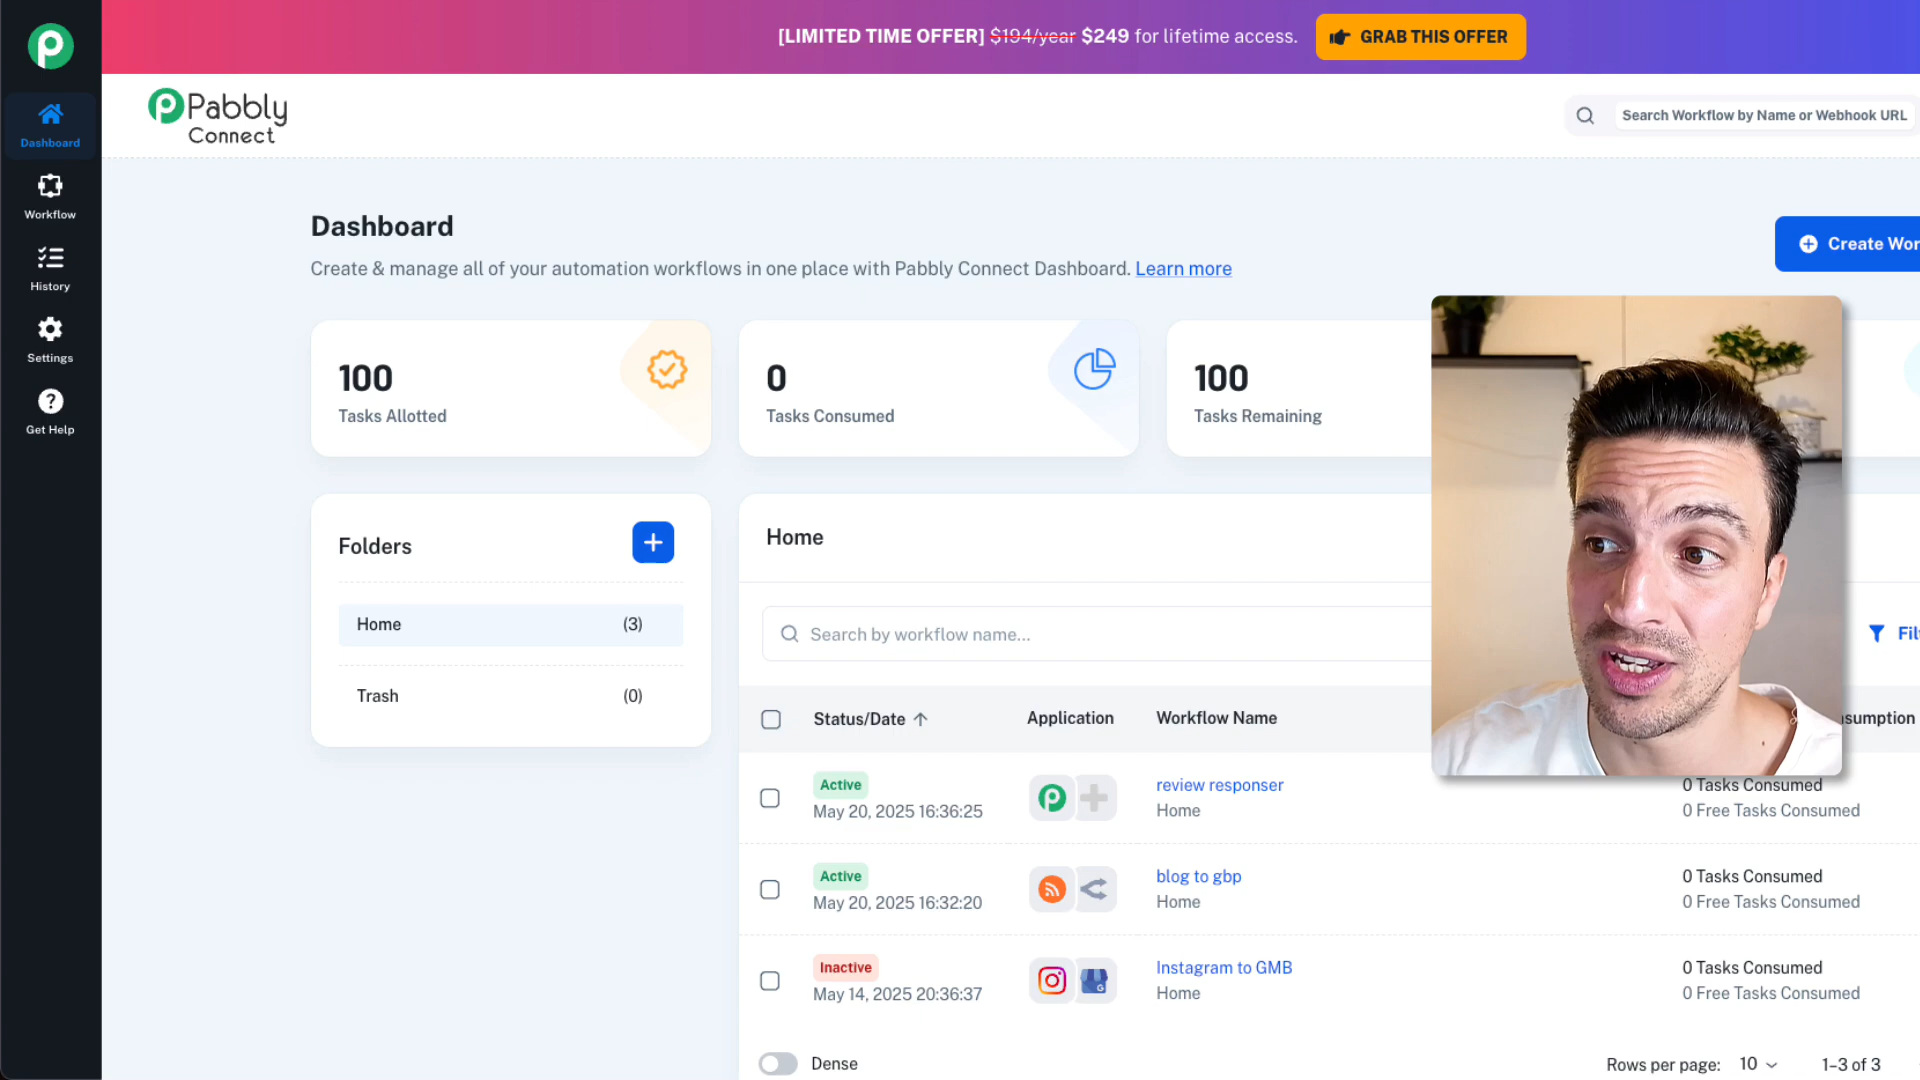 [LIMITED TIME OFFER] $194/year $249 for lifetime access.
GRAB THIS OFFER
Pabbly
Connect
Search Workflow by Name or Webhook URL
Dashboard
Workflow
History
Settings
Get Help
Dashboard
Create & manage all of your automation workflows in one place with Pabbly Connect Dashboard. Learn more
Create Wor
100
Tasks Allotted
0
Tasks Consumed
100
Tasks Remaining
Folders
Home (3)
Trash (0)
Home
Search by workflow name...
Fil
Status/Date Application Workflow Name sumption
Active
May 20, 2025 16:36:25
review responser
Home
0 Tasks Consumed
0 Free Tasks Consumed
Active
May 20, 2025 16:32:20
blog to gbp
Home
0 Tasks Consumed
0 Free Tasks Consumed
Inactive
May 14, 2025 20:36:37
Instagram to GMB
Home
0 Tasks Consumed
0 Free Tasks Consumed
Dense
Rows per page: 10 1–3 of 3